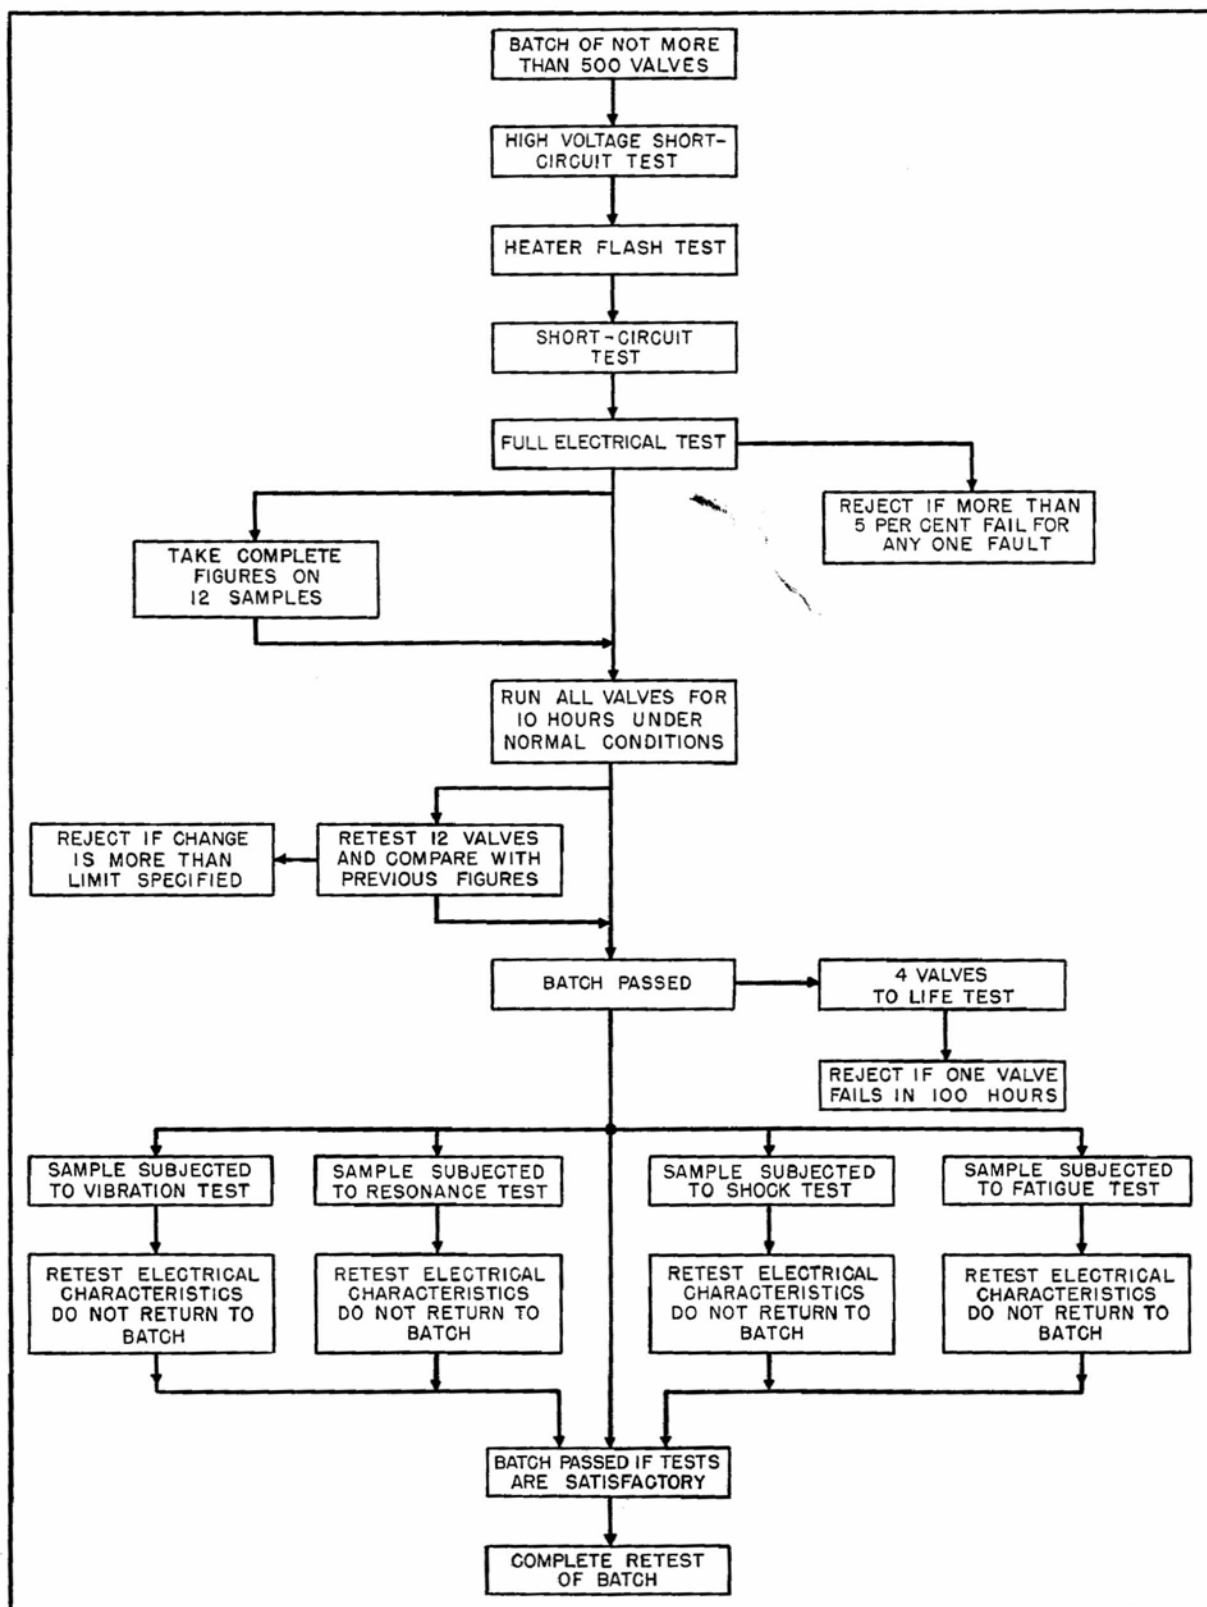 BATCH OF NOT MORE
THAN 500 VALVES
HIGH VOLTAGE SHORT-
CIRCUIT TEST
HEATER FLASH TEST
SHORT-CIRCUIT
TEST
FULL ELECTRICAL TEST
REJECT IF MORE THAN
5 PER CENT FAIL FOR
ANY ONE FAULT
TAKE COMPLETE
FIGURES ON
12 SAMPLES
RUN ALL VALVES FOR
10 HOURS UNDER
NORMAL CONDITIONS
REJECT IF CHANGE
IS MORE THAN
LIMIT SPECIFIED
RETEST 12 VALVES
AND COMPARE WITH
PREVIOUS FIGURES
BATCH PASSED
4 VALVES
TO LIFE TEST
REJECT IF ONE VALVE
FAILS IN 100 HOURS
SAMPLE SUBJECTED
TO VIBRATION TEST
SAMPLE SUBJECTED
TO RESONANCE TEST
SAMPLE SUBJECTED
TO SHOCK TEST
SAMPLE SUBJECTED
TO FATIGUE TEST
RETEST ELECTRICAL
CHARACTERISTICS
DO NOT RETURN TO
BATCH
RETEST ELECTRICAL
CHARACTERISTICS
DO NOT RETURN TO
BATCH
RETEST ELECTRICAL
CHARACTERISTICS
DO NOT RETURN TO
BATCH
RETEST ELECTRICAL
CHARACTERISTICS
DO NOT RETURN TO
BATCH
BATCH PASSED IF TESTS
ARE SATISFACTORY
COMPLETE RETEST
OF BATCH